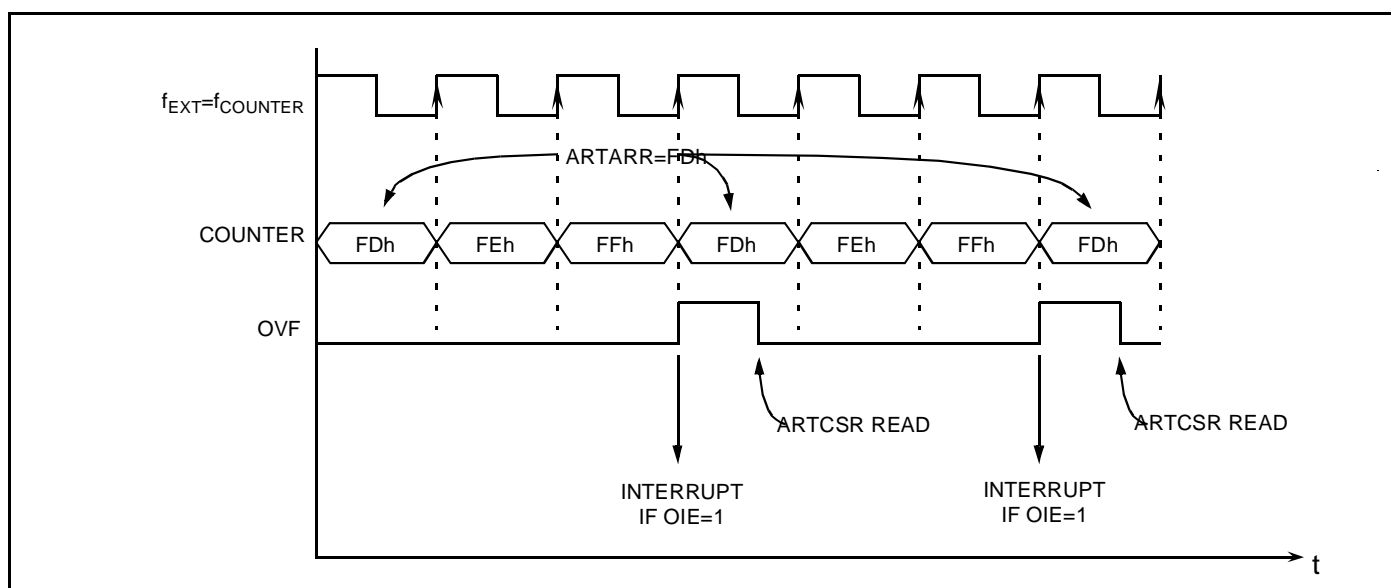 fEXT=fCOUNTER
ARTARR=FDh
COUNTER
FDh FEh FFh FDh FEh FFh FDh
OVF
ARTCSR READ ARTCSR READ
INTERRUPT INTERRUPT
IF OIE=1 IF OIE=1
t